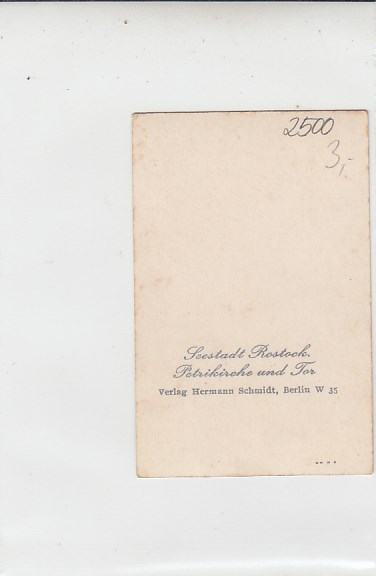 2500
3,-
Seestadt Rostock.
Petrikirche und Tor
Verlag Hermann Schmidt, Berlin W 35